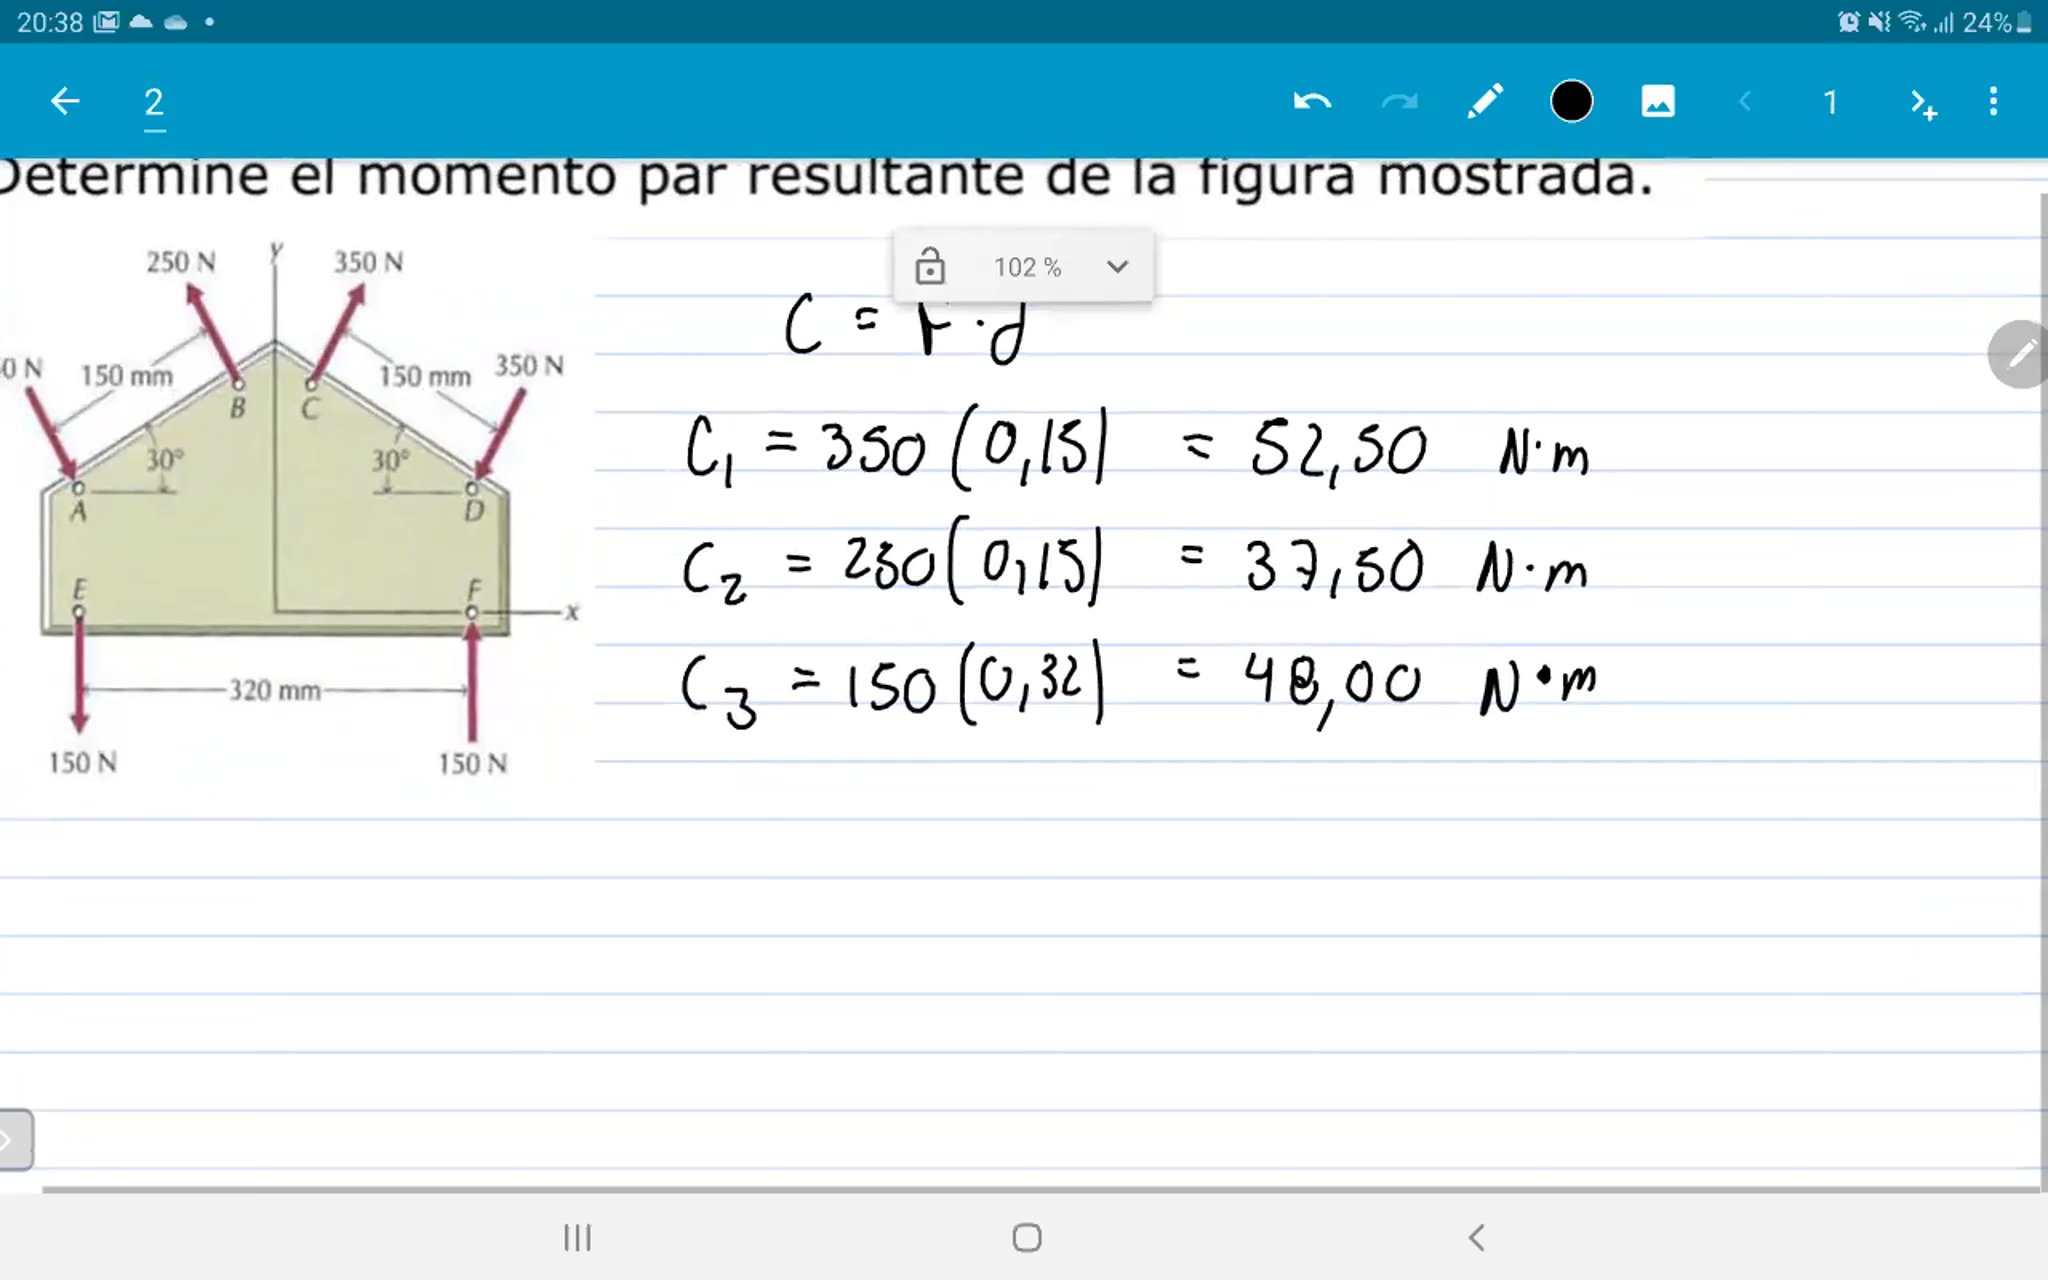 20:38 24%
2 1
Determine el momento par resultante de la figura mostrada.
250 N y 350 N
102 %
C = F·d
0 N 150 mm 150 mm 350 N
B C
C1 = 350 (0,15) = 52,50 N·m
30° 30°
A D
C2 = 250 (0,15) = 37,50 N·m
E F
x
C3 = 150 (0,32) = 48,00 N·m
320 mm
150 N 150 N